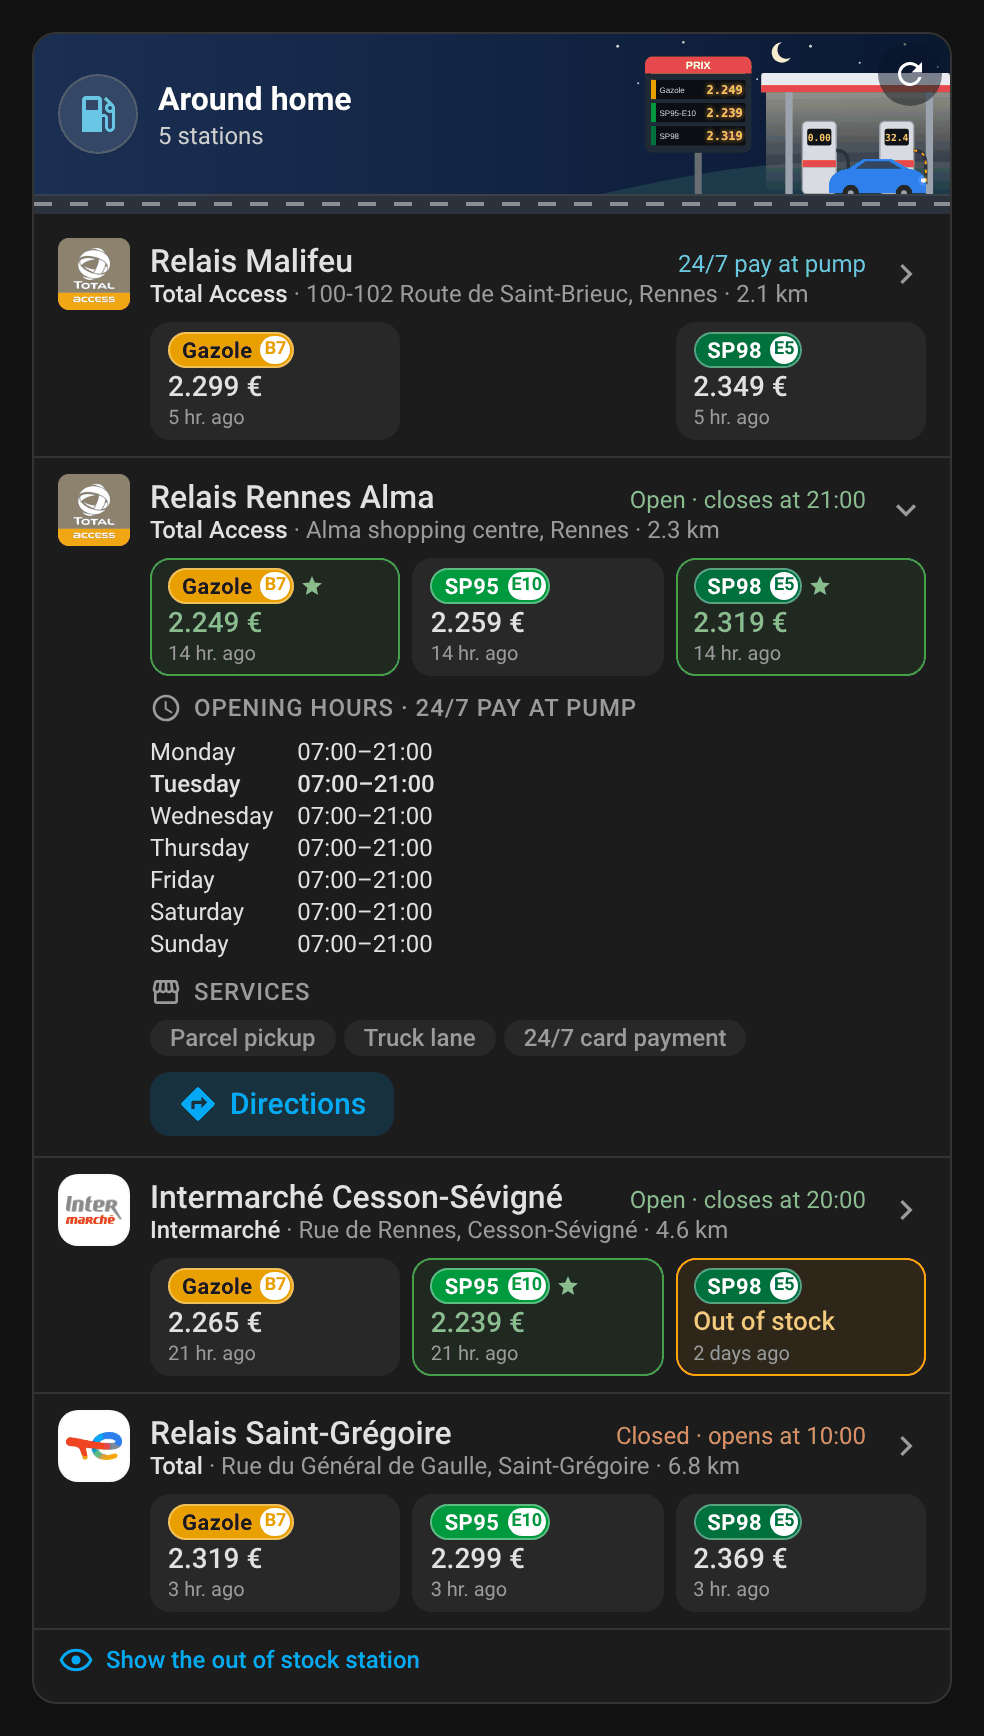 Around home
5 stations
PRIX
Gazole 2.249
SP95-E10 2.239
SP98 2.319
0.00
32.4
TOTAL
access
Relais Malifeu
24/7 pay at pump
Total Access · 100-102 Route de Saint-Brieuc, Rennes · 2.1 km
Gazole B7
2.299 €
5 hr. ago
SP98 E5
2.349 €
5 hr. ago
TOTAL
access
Relais Rennes Alma
Open · closes at 21:00
Total Access · Alma shopping centre, Rennes · 2.3 km
Gazole B7
2.249 €
14 hr. ago
SP95 E10
2.259 €
14 hr. ago
SP98 E5
2.319 €
14 hr. ago
OPENING HOURS · 24/7 PAY AT PUMP
Monday 07:00–21:00
Tuesday 07:00–21:00
Wednesday 07:00–21:00
Thursday 07:00–21:00
Friday 07:00–21:00
Saturday 07:00–21:00
Sunday 07:00–21:00
SERVICES
Parcel pickup
Truck lane
24/7 card payment
Directions
InterR
marché
Intermarché Cesson-Sévigné
Open · closes at 20:00
Intermarché · Rue de Rennes, Cesson-Sévigné · 4.6 km
Gazole B7
2.265 €
21 hr. ago
SP95 E10
2.239 €
21 hr. ago
SP98 E5
Out of stock
2 days ago
Relais Saint-Grégoire
Closed · opens at 10:00
Total · Rue du Général de Gaulle, Saint-Grégoire · 6.8 km
Gazole B7
2.319 €
3 hr. ago
SP95 E10
2.299 €
3 hr. ago
SP98 E5
2.369 €
3 hr. ago
Show the out of stock station